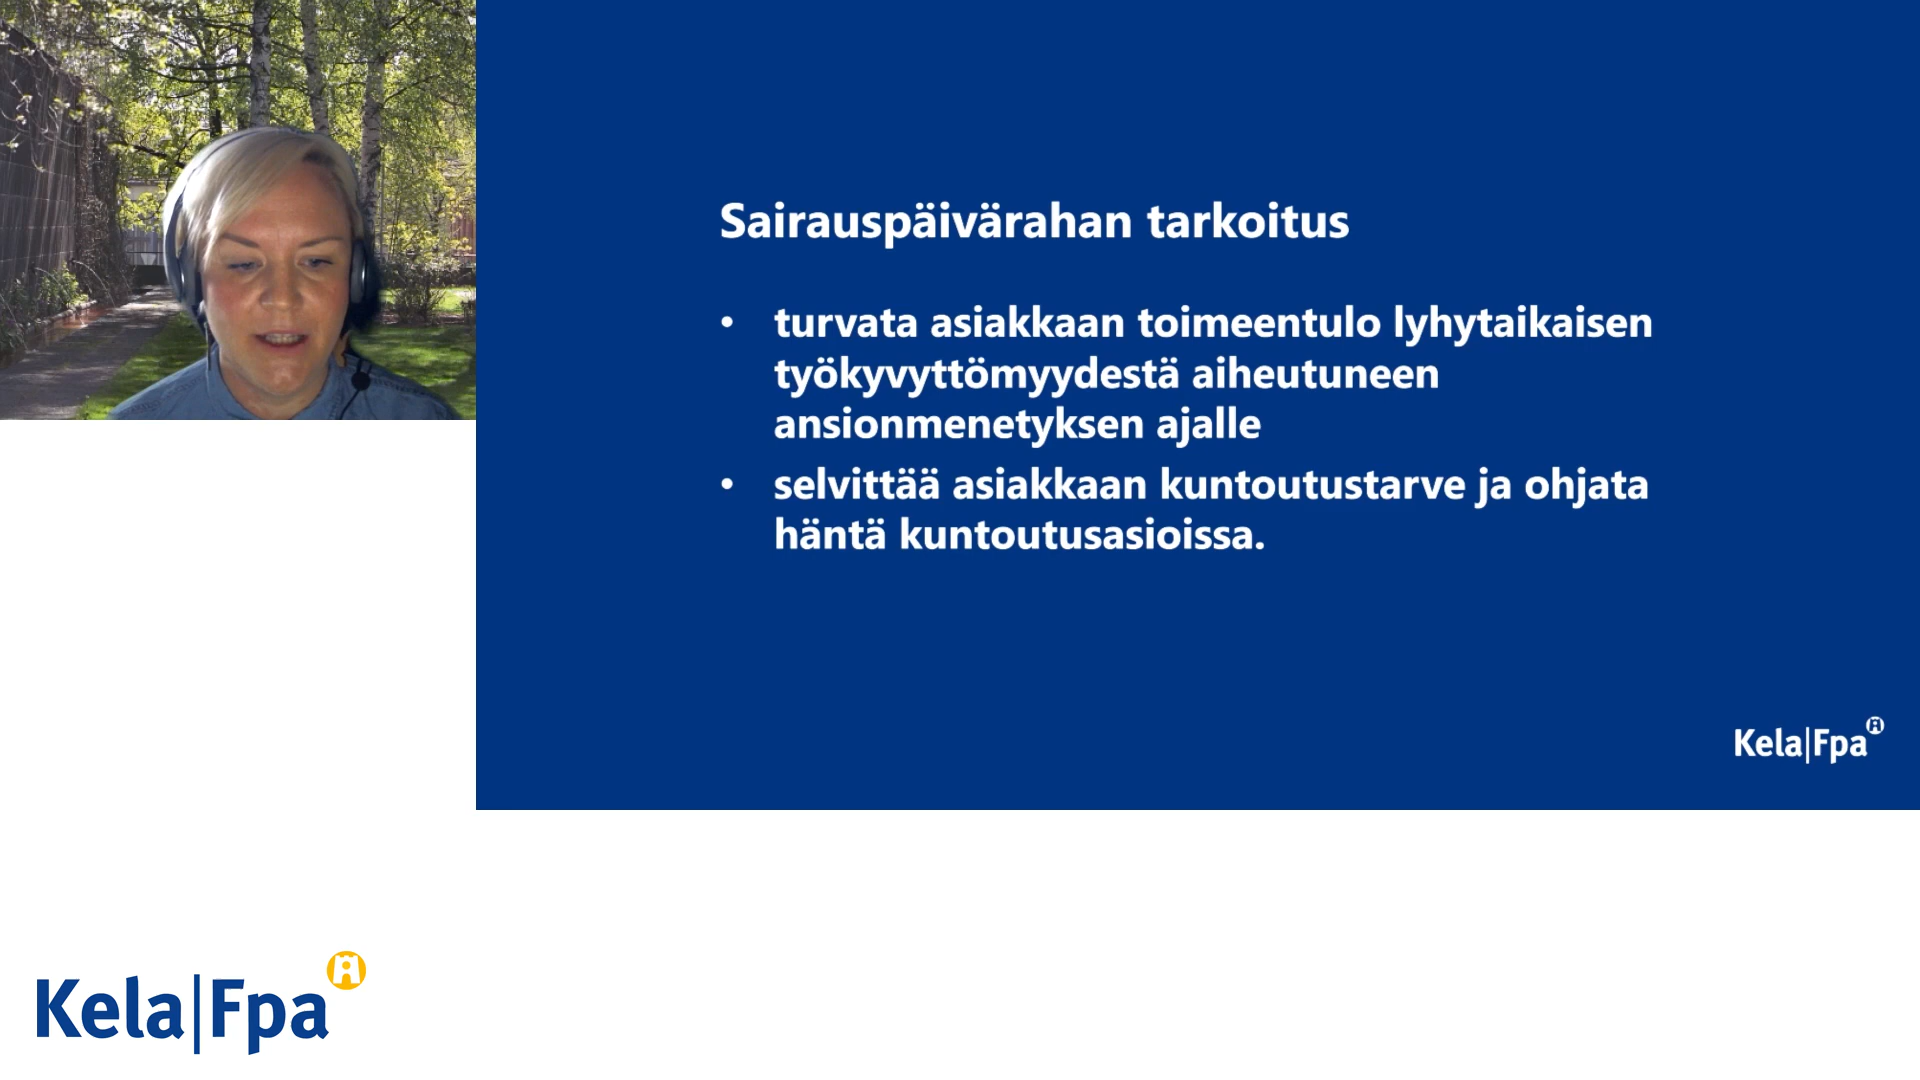 Sairauspäivärahan tarkoitus
• turvata asiakkaan toimeentulo lyhytaikaisen
työkyvyttömyydestä aiheutuneen
ansionmenetyksen ajalle
• selvittää asiakkaan kuntoutustarve ja ohjata
häntä kuntoutusasioissa.
Kela|Fpa
Kela|Fpa